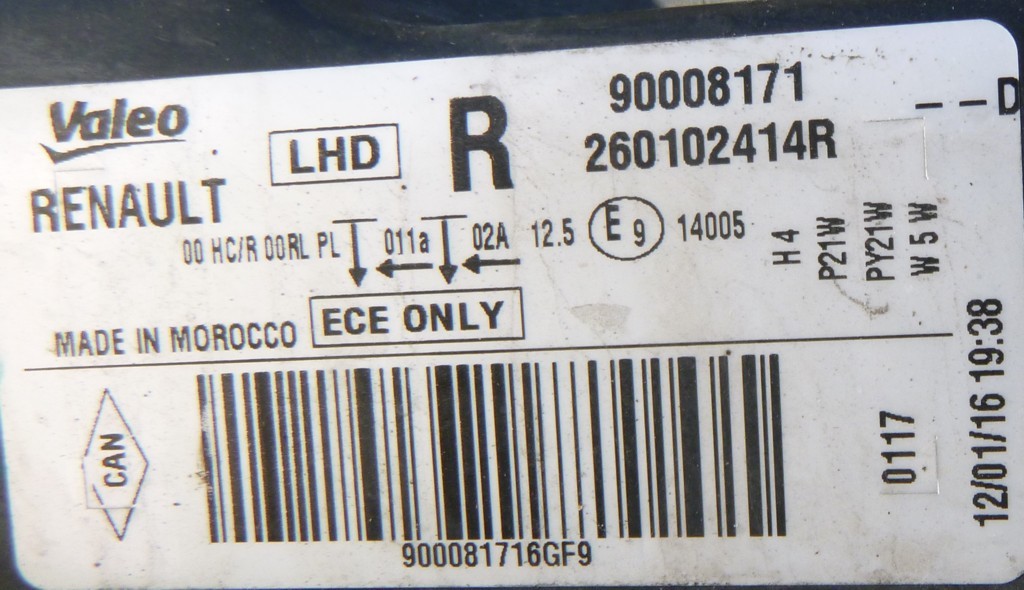 Valeo
RENAULT
LHD
R
90008171
260102414R
--D
00 HC/R 00RL PL 011a 02A 12.5 E9 14005
H4
P21W
PY21W
W5W
MADE IN MOROCCO
ECE ONLY
CAN
900081716GF9
0117
12/01/16 19:38